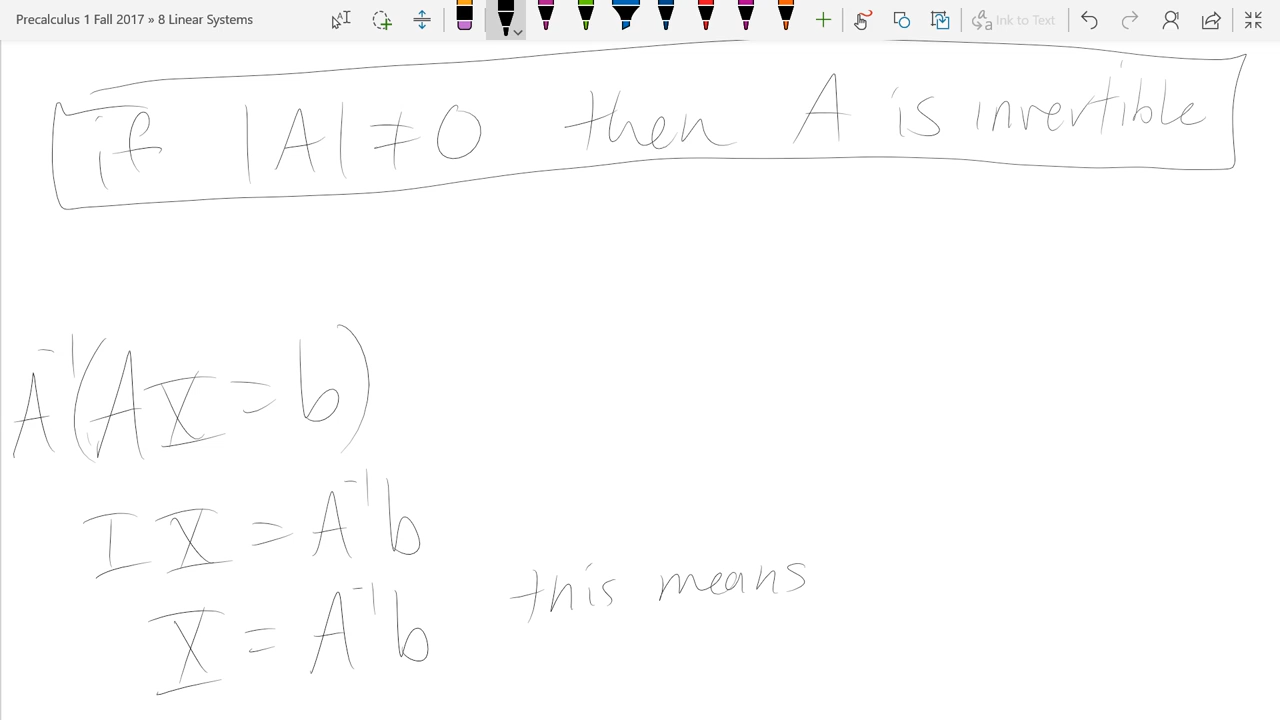 Precalculus 1 Fall 2017 » 8 Linear Systems
Ink to Text
if |A| ≠ 0 then A is invertible
A⁻¹(AX = b)
IX = A⁻¹b
X = A⁻¹b this means